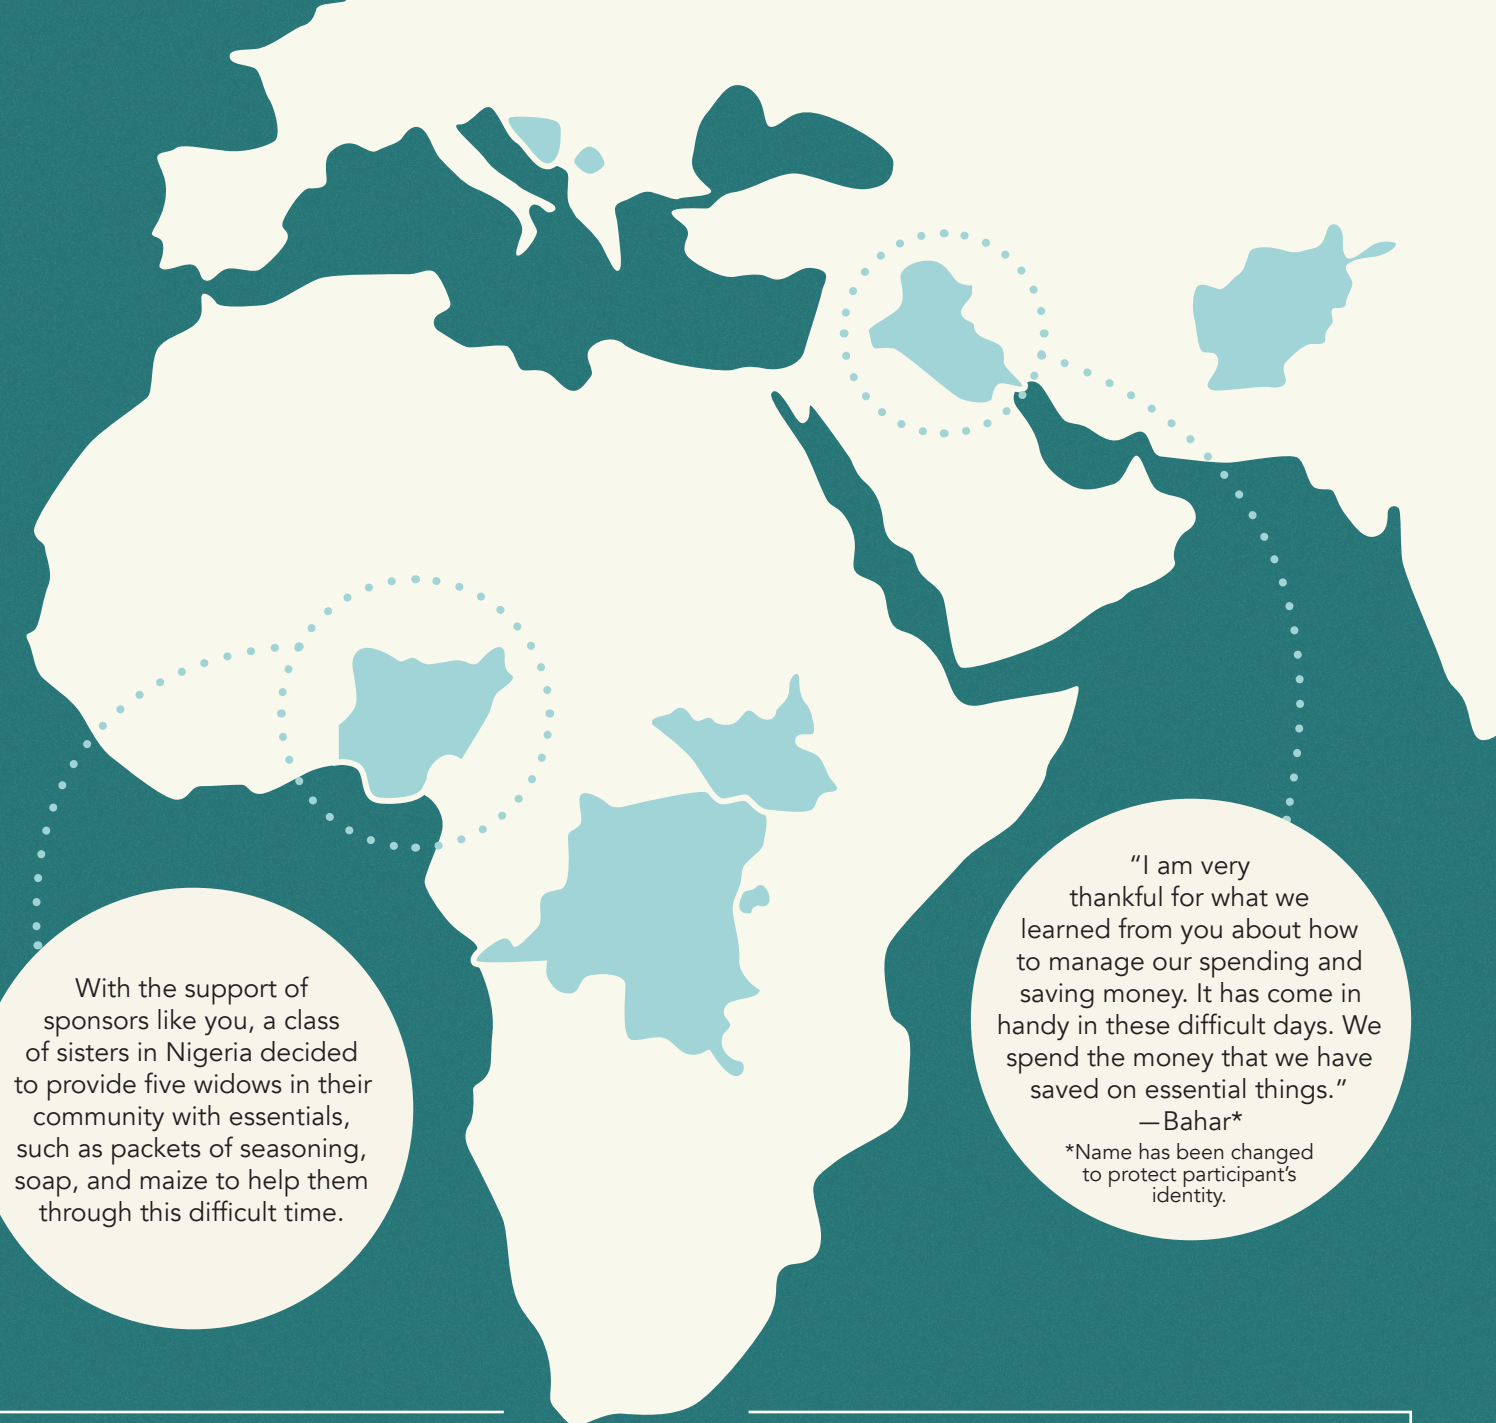 With the support of
sponsors like you, a class
of sisters in Nigeria decided
to provide five widows in their
community with essentials,
such as packets of seasoning,
soap, and maize to help them
through this difficult time.
“I am very
thankful for what we
learned from you about how
to manage our spending and
saving money. It has come in
handy in these difficult days. We
spend the money that we have
saved on essential things.”
—Bahar*
*Name has been changed
to protect participant’s
identity.